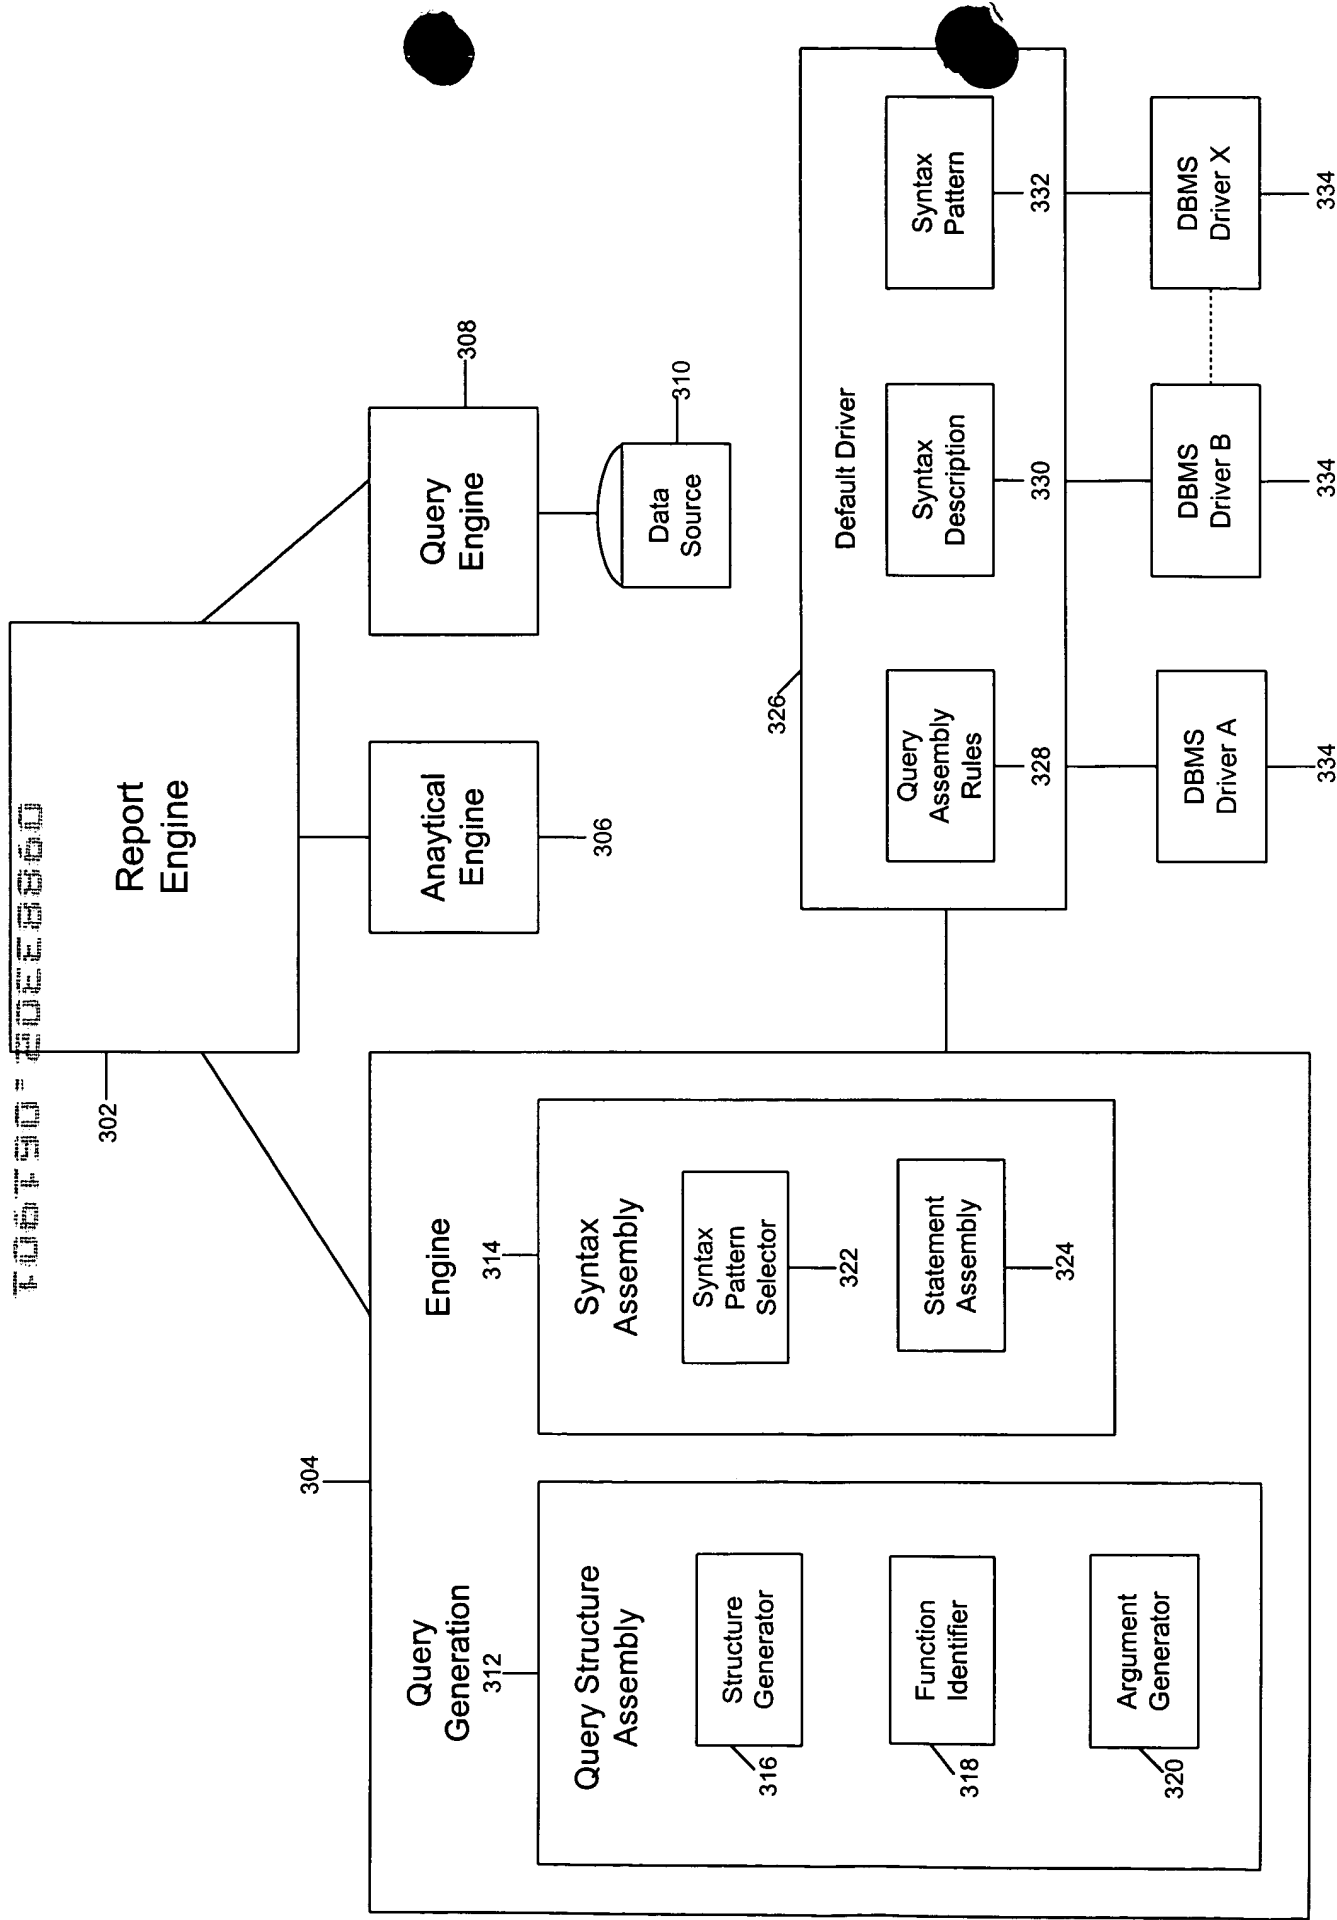 Report
Engine
302
Anaytical
Engine
306
Query
Engine
308
Data
Source
310
304
Query
Generation
Engine
312
Query Structure
Assembly
Structure
Generator
316
Function
Identifier
318
Argument
Generator
320
314
Syntax
Assembly
Syntax
Pattern
Selector
322
Statement
Assembly
324
326
Default Driver
Query
Assembly
Rules
328
Syntax
Description
330
Syntax
Pattern
332
DBMS
Driver A
334
DBMS
Driver B
334
DBMS
Driver X
334